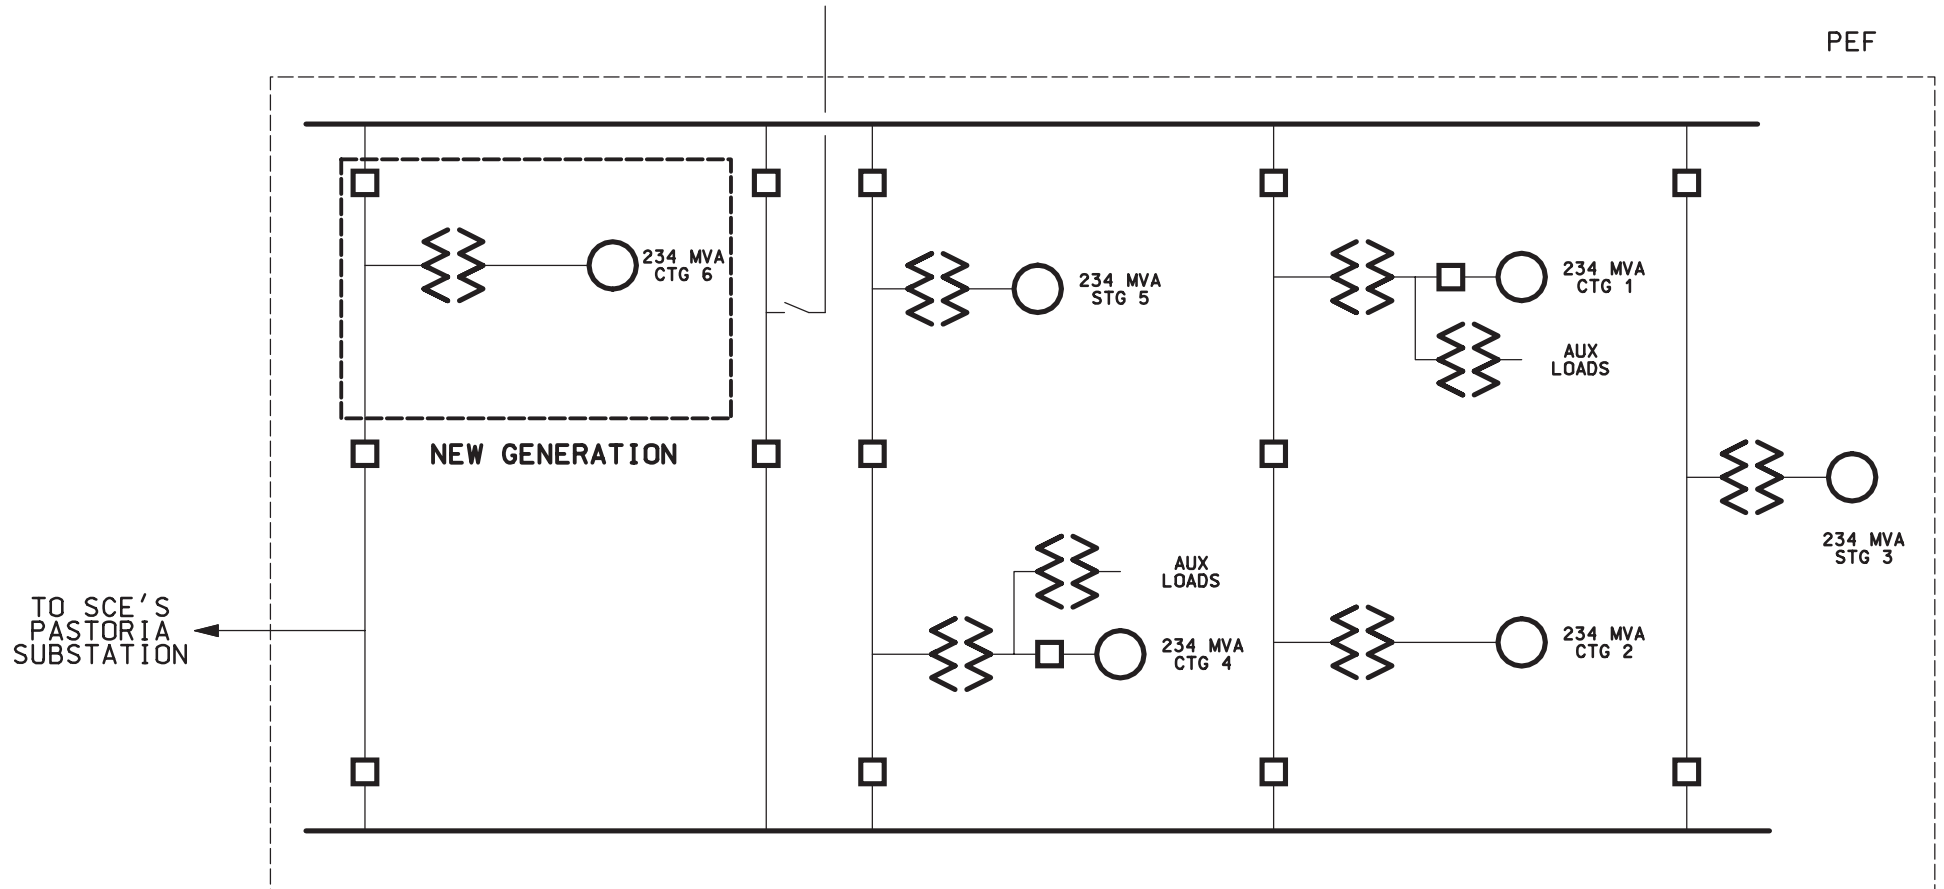 PEF
234 MVA
CTG 6
234 MVA
STG 5
234 MVA
CTG 1
AUX
LOADS
NEW GENERATION
234 MVA
STG 3
AUX
LOADS
TO SCE'S
PASTORIA
SUBSTATION
234 MVA
CTG 4
234 MVA
CTG 2